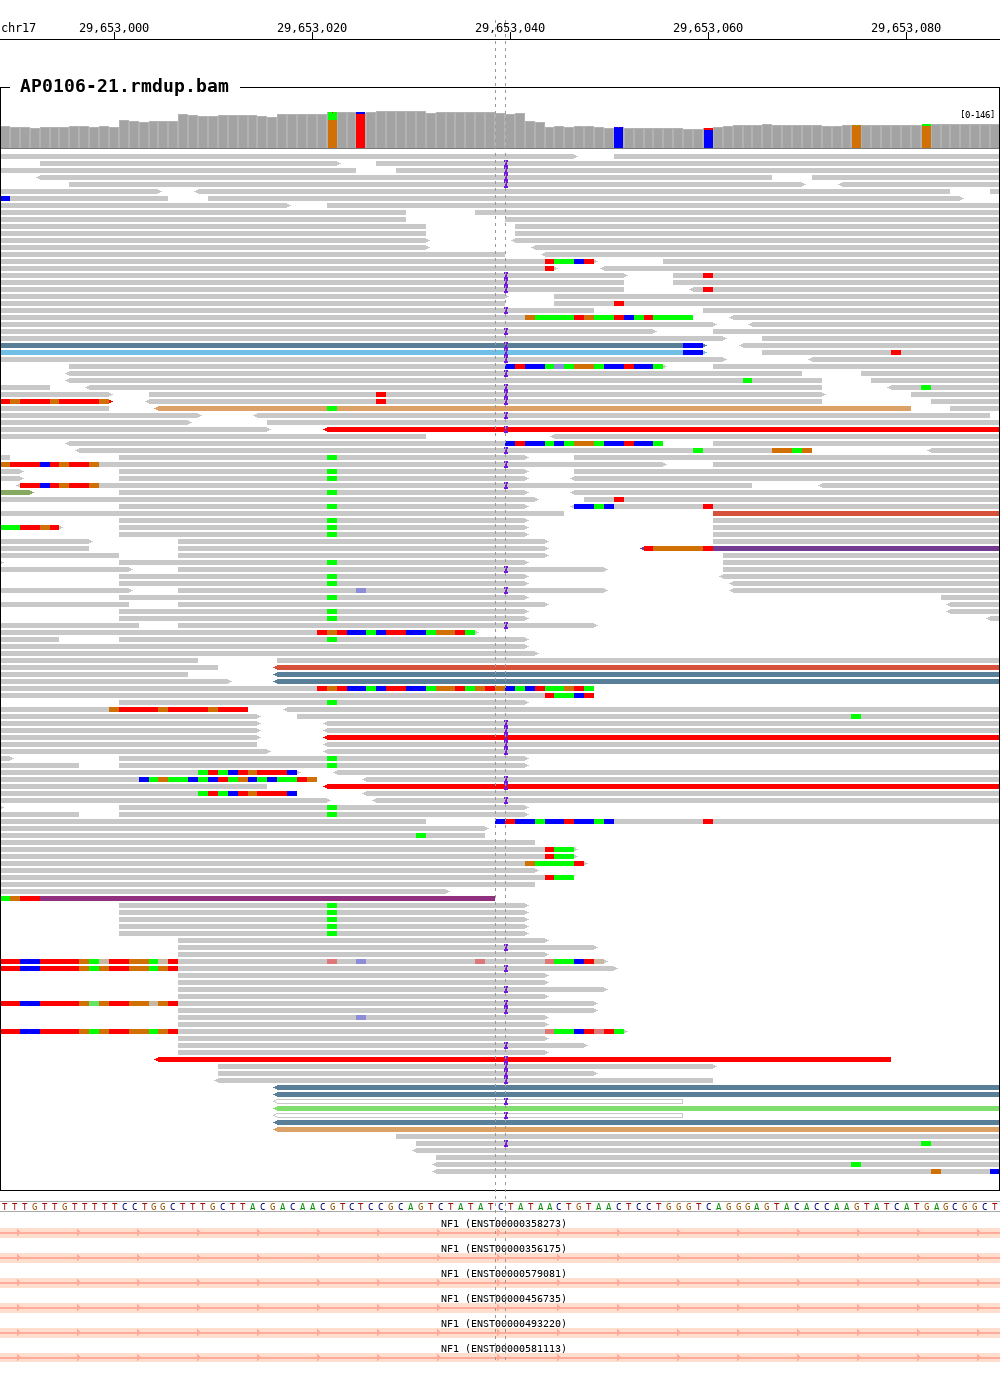 chr17 29,653,000 29,653,020 29,653,040 29,653,060 29,653,080
AP0106-21.rmdup.bam
[0-146]
T T T G T T G T T T T T C C T G G C T T T G C T T A C G A C A A C G T C T C C G C A G T C T A T A T C T A T A A C T G T A A C T C C T G G G T C A G G G A G T A C A C C A A G T A T C A T G A G C G G C T
NF1 (ENST00000358273)
NF1 (ENST00000356175)
NF1 (ENST00000579081)
NF1 (ENST00000456735)
NF1 (ENST00000493220)
NF1 (ENST00000581113)